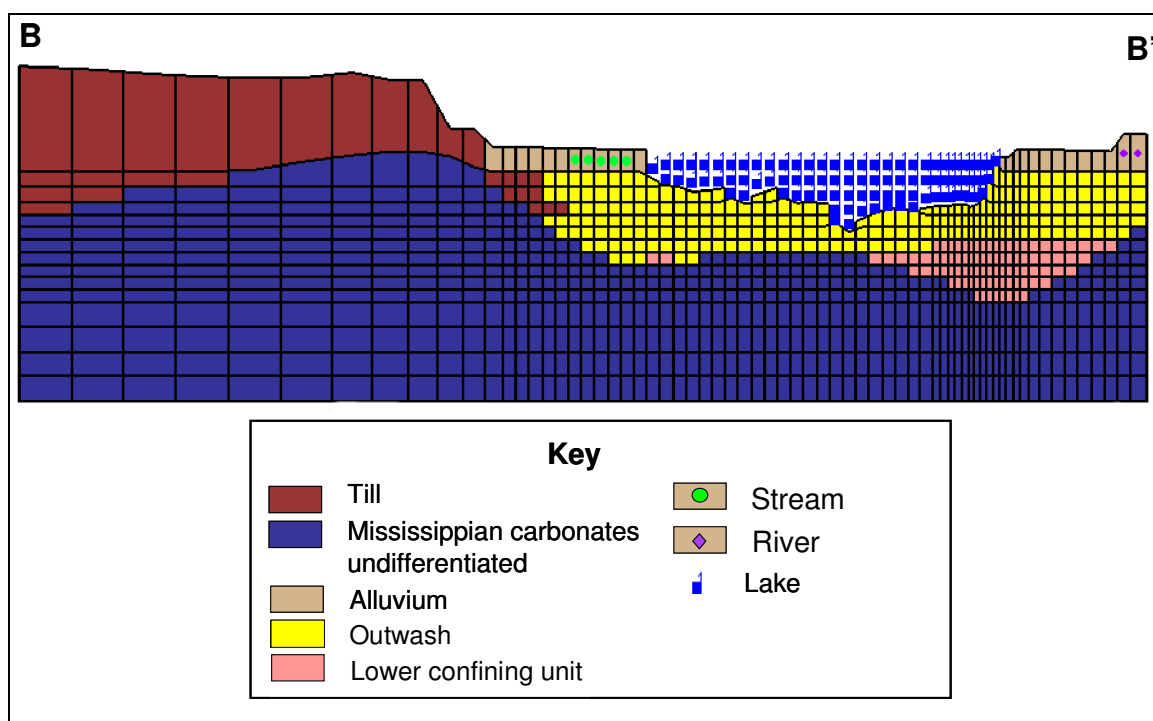 B
B'
Key
Till
Mississippian carbonates
undifferentiated
Alluvium
Outwash
Lower confining unit
Stream
River
Lake